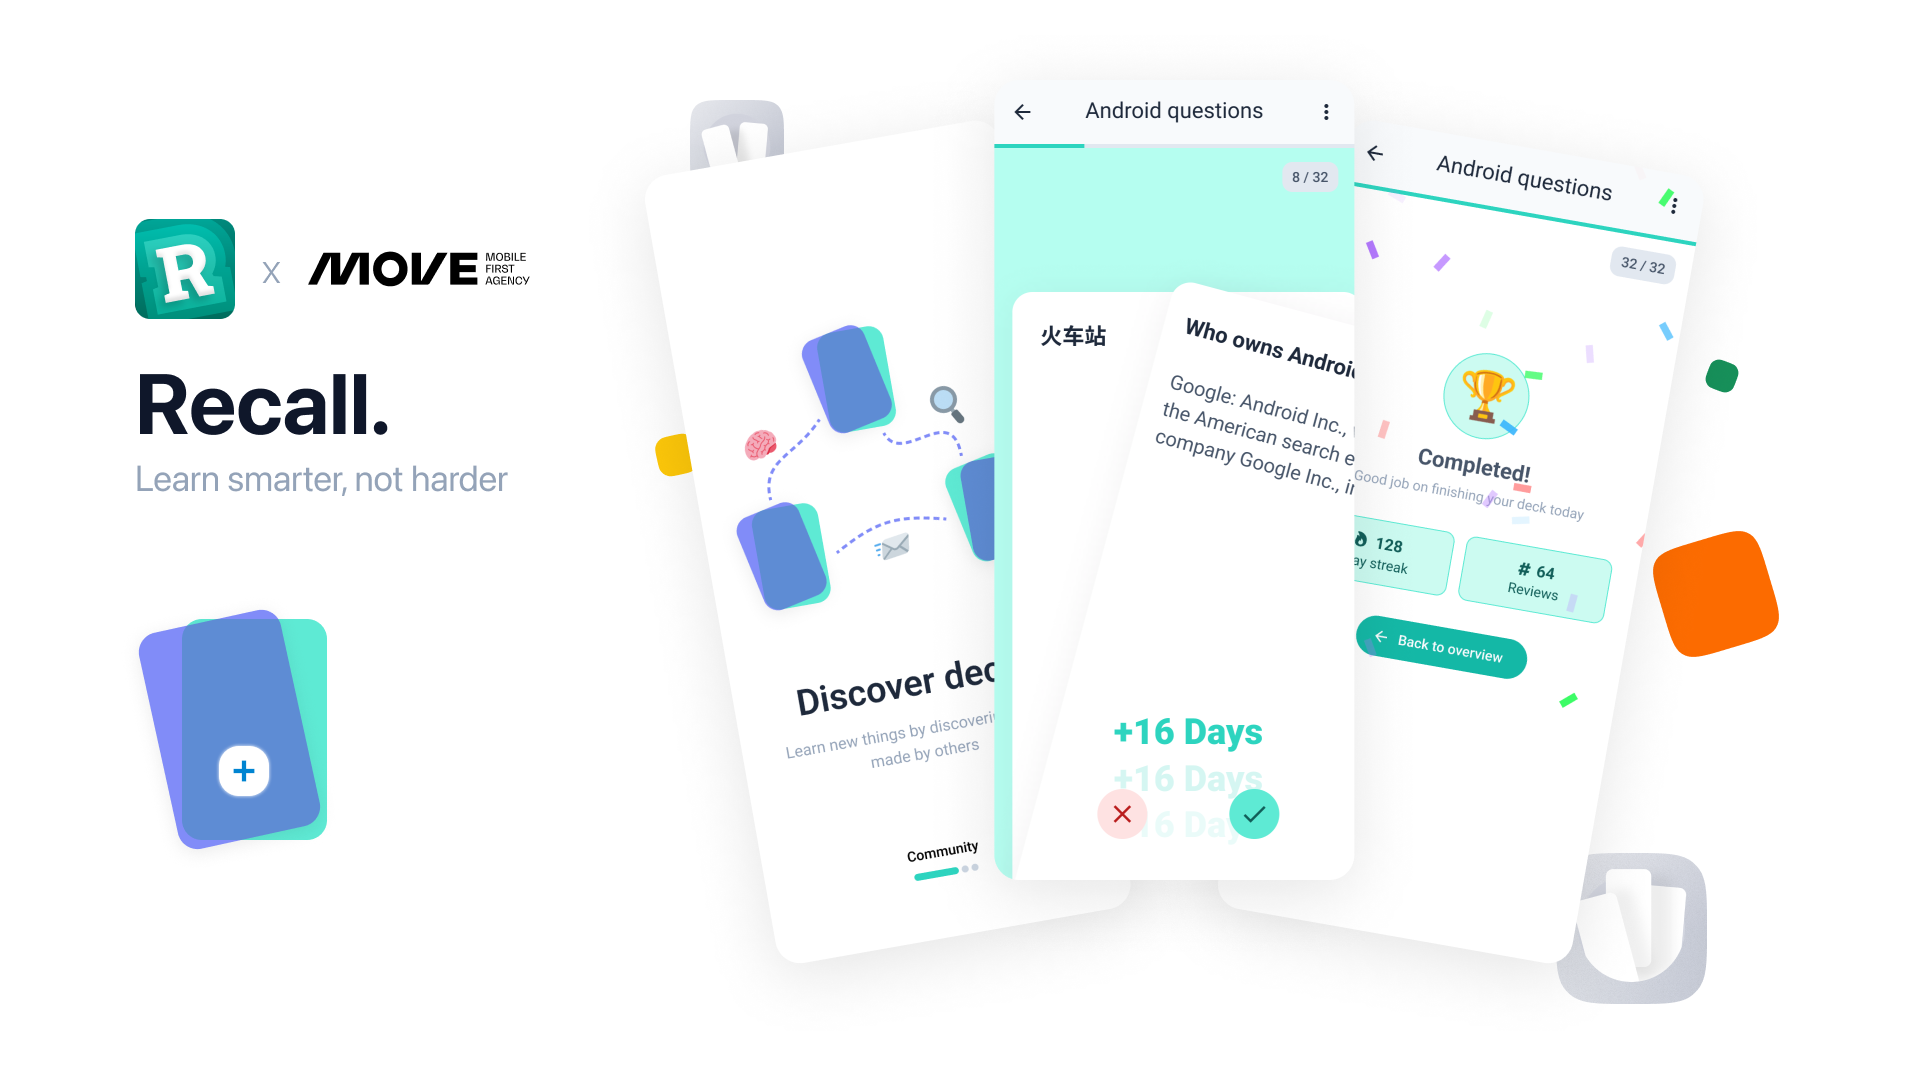 R
x
MOVE
MOBILE
FIRST
AGENCY
Recall.
Learn smarter, not harder
Discover dec
Learn new things by discoverin
made by others
Community
Android questions
8 / 32
火车站
Who owns Androi
Google: Android Inc.,
the American search e
company Google Inc., i
+16 Days
+16 Days
16 Day
Android questions
32 / 32
Completed!
Good job on finishing your deck today
128
ay streak
# 64
Reviews
Back to overview